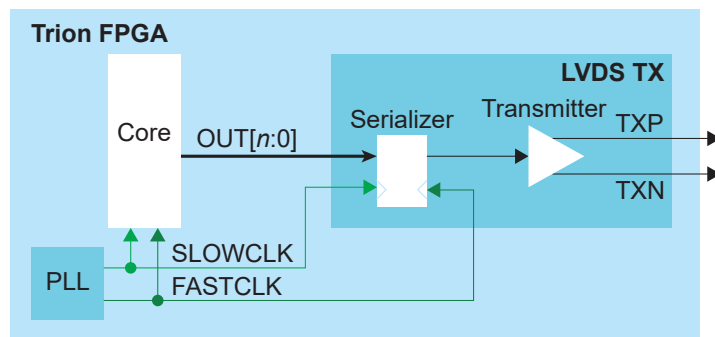 Trion FPGA
LVDS TX
Core
OUT[n:0]
Serializer
Transmitter
TXP
TXN
SLOWCLK
PLL
FASTCLK